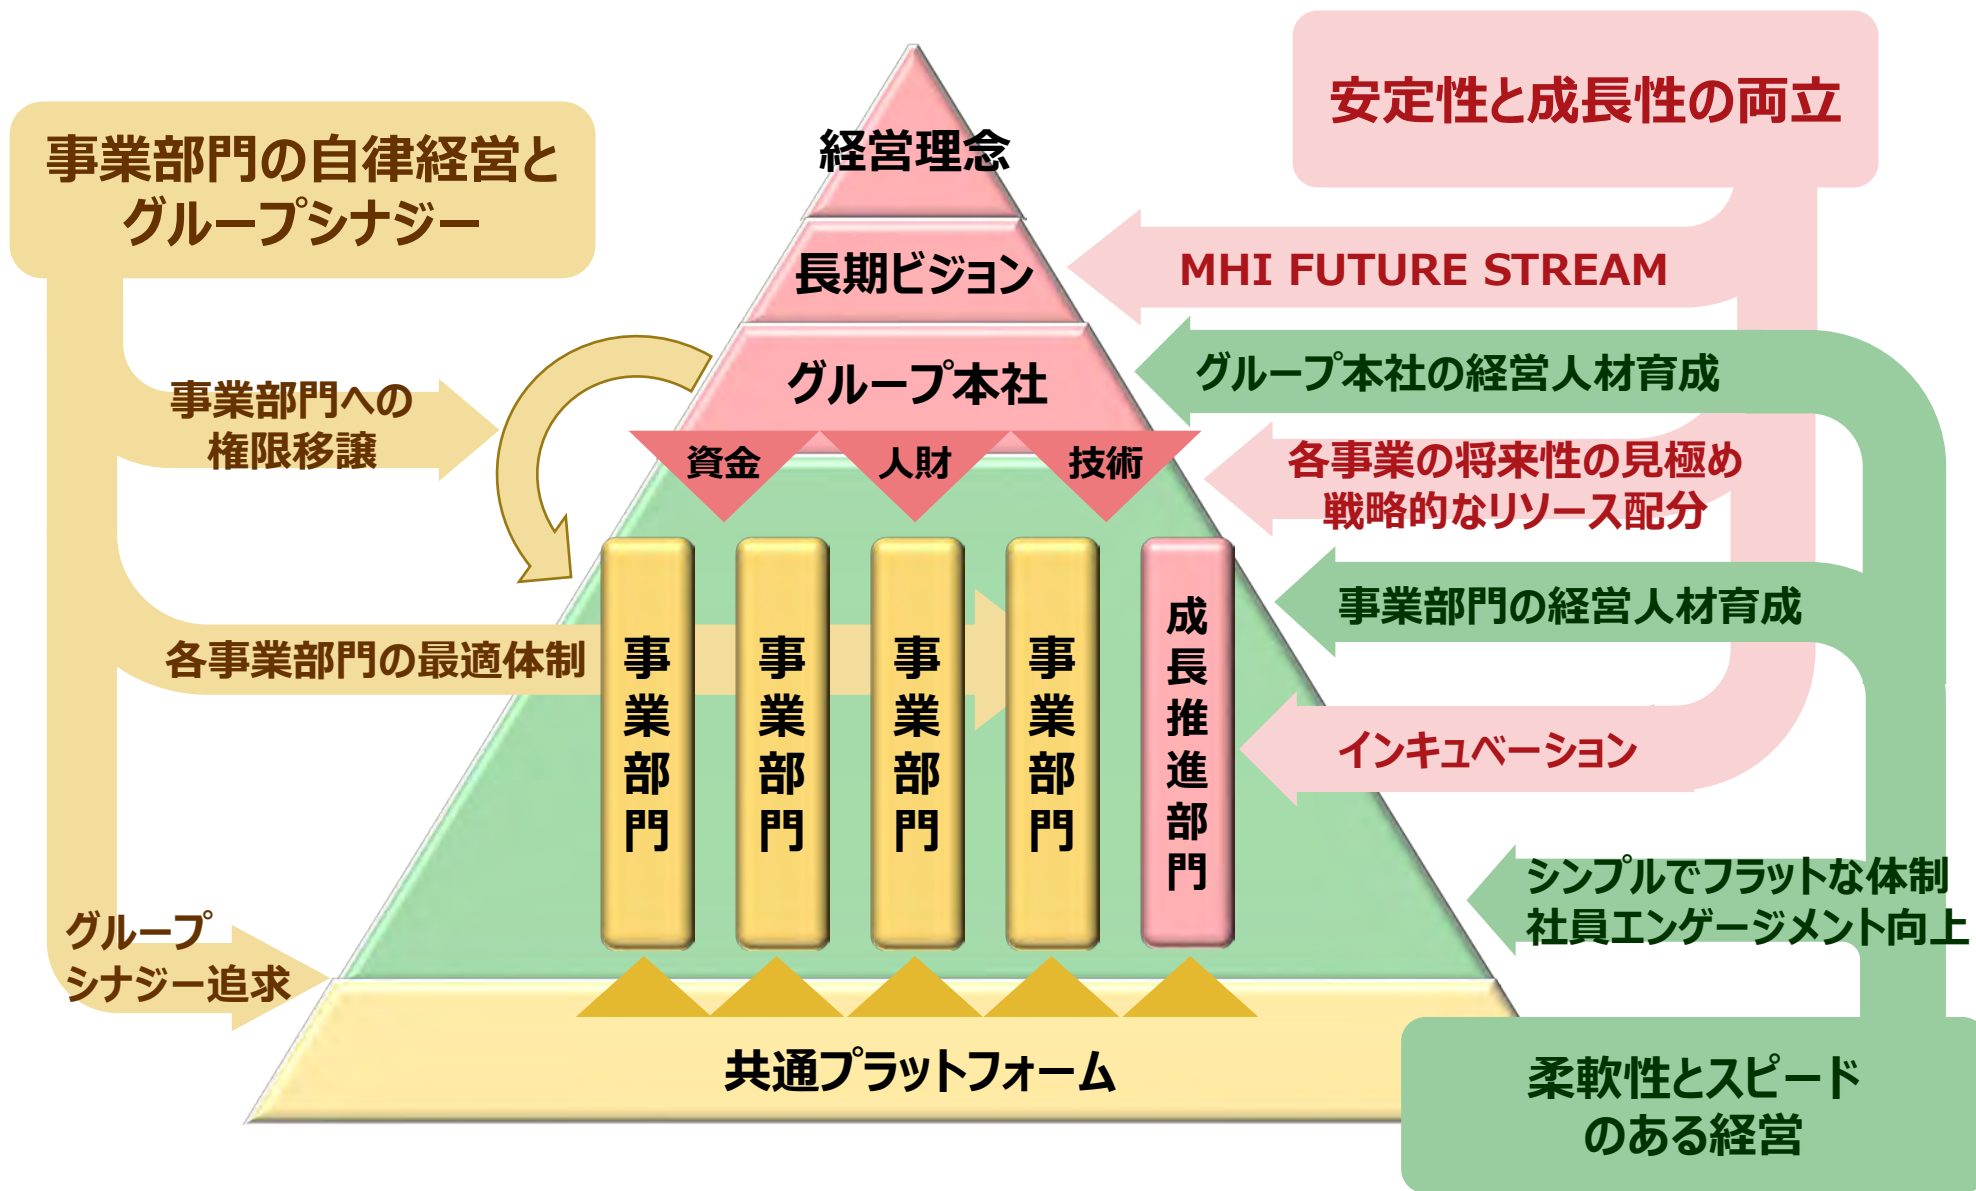 事業部門の自律経営と
グループシナジー
事業部門への
権限移譲
各事業部門の最適体制
グループ
シナジー追求
経営理念
長期ビジョン
グループ本社
資金
人財
技術
事業部門
事業部門
事業部門
事業部門
成長推進部門
共通プラットフォーム
安定性と成長性の両立
MHI FUTURE STREAM
グループ本社の経営人材育成
各事業の将来性の見極め
戦略的なリソース配分
事業部門の経営人材育成
インキュベーション
シンプルでフラットな体制
社員エンゲージメント向上
柔軟性とスピード
のある経営